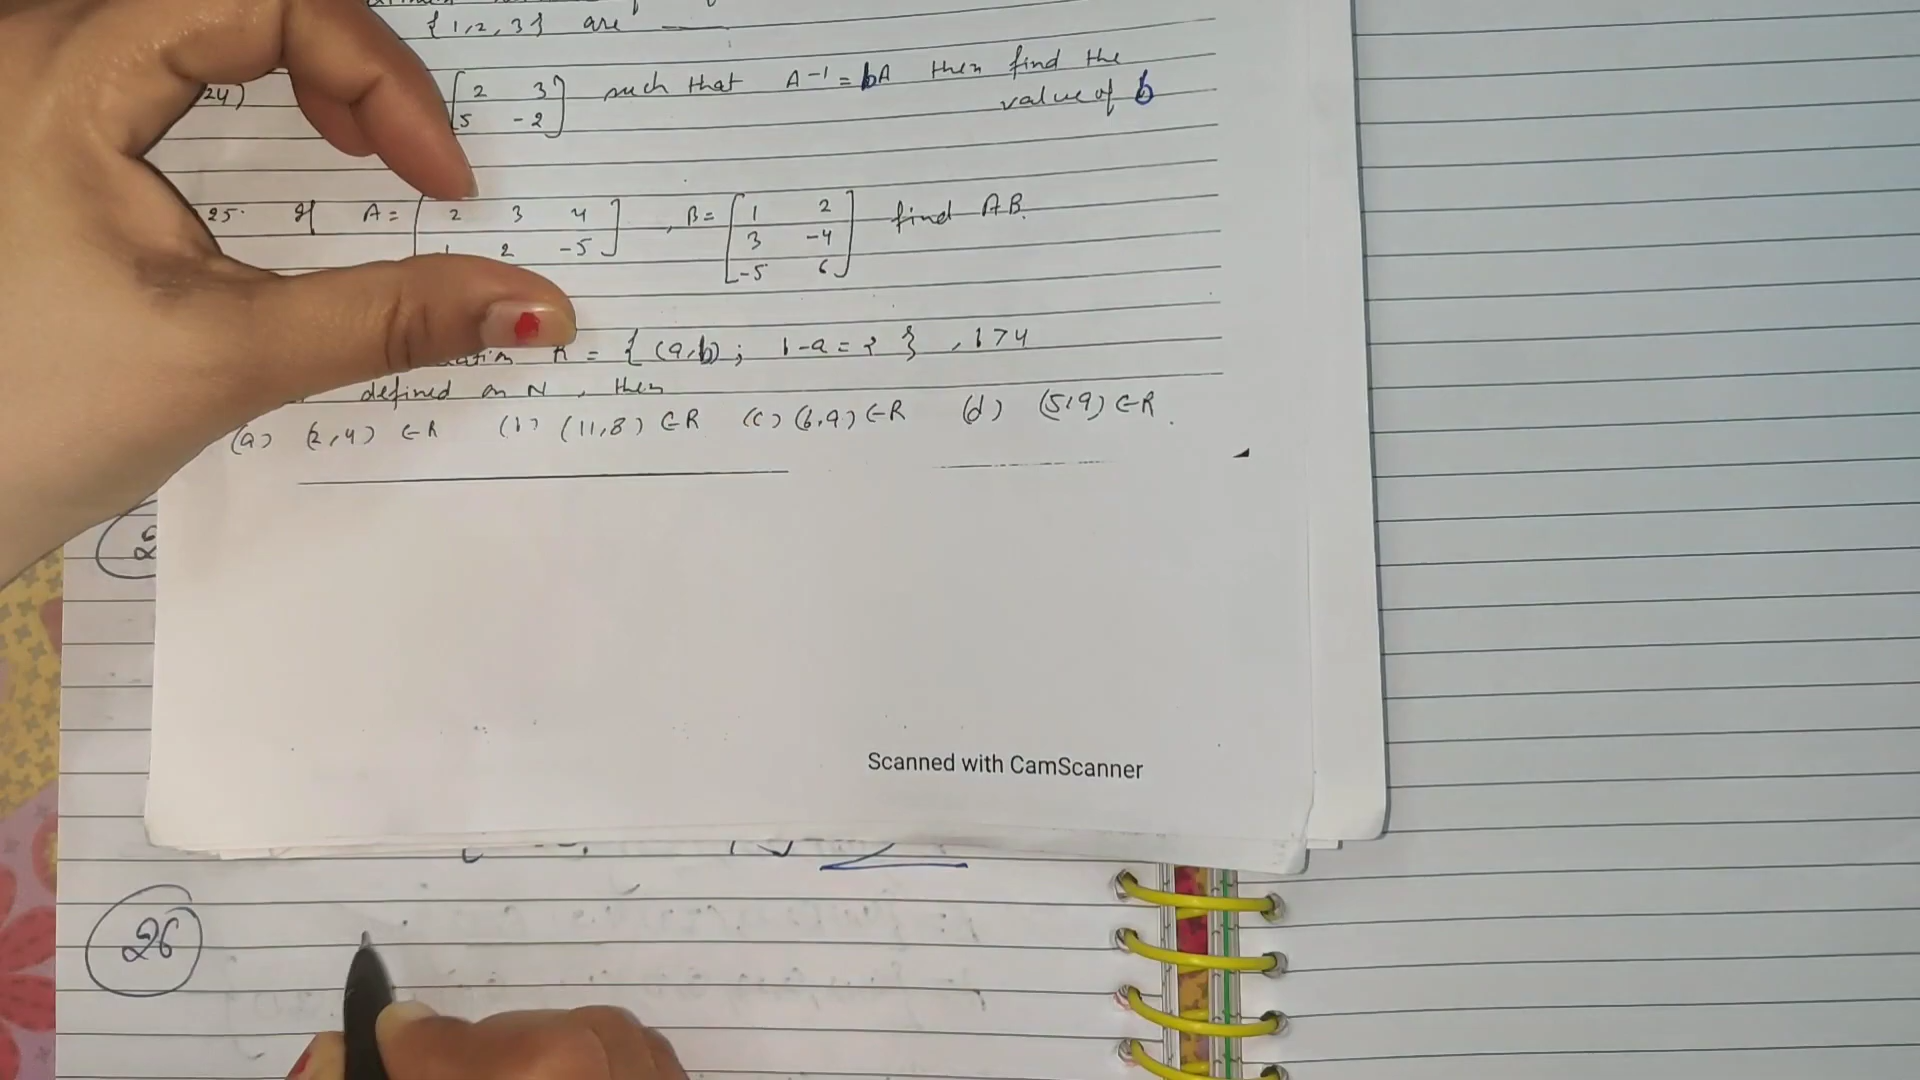 {1,2,3} are
24) [2 3 such that A⁻¹ = bA then find the
5 -2] value of b
25. If A = [2 3 4 , B = [1 2 find AB.
1 2 -5] 3 -4
-5 6]
R = { (a,b); b-a = 3 } , b>4
defined on N, then
(a) (2,4) ∈R (b) (11,8) ∈R (c) (6,9) ∈R (d) (5,9) ∈R.
Scanned with CamScanner
26